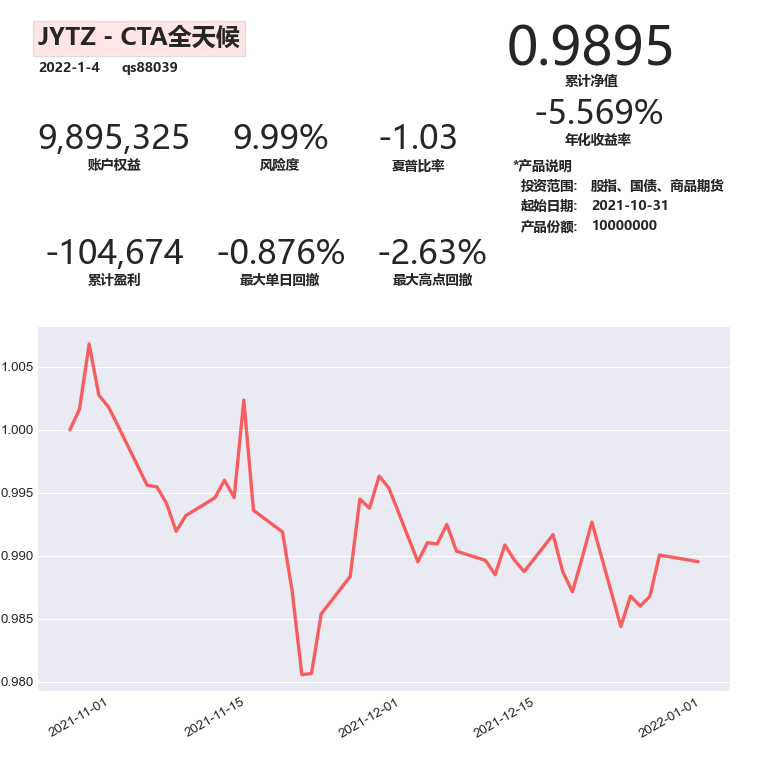 JYTZ - CTA全天候
2022-1-4 qs88039
0.9895
累计净值
-5.569%
年化收益率
9,895,325 9.99% -1.03
账户权益 风险度 夏普比率
*产品说明
投资范围: 股指、国债、商品期货
起始日期: 2021-10-31
产品份额: 10000000
-104,674 -0.876% -2.63%
累计盈利 最大单日回撤 最大高点回撤
1.005
1.000
0.995
0.990
0.985
0.980
2021-11-01 2021-11-15 2021-12-01 2021-12-15 2022-01-01